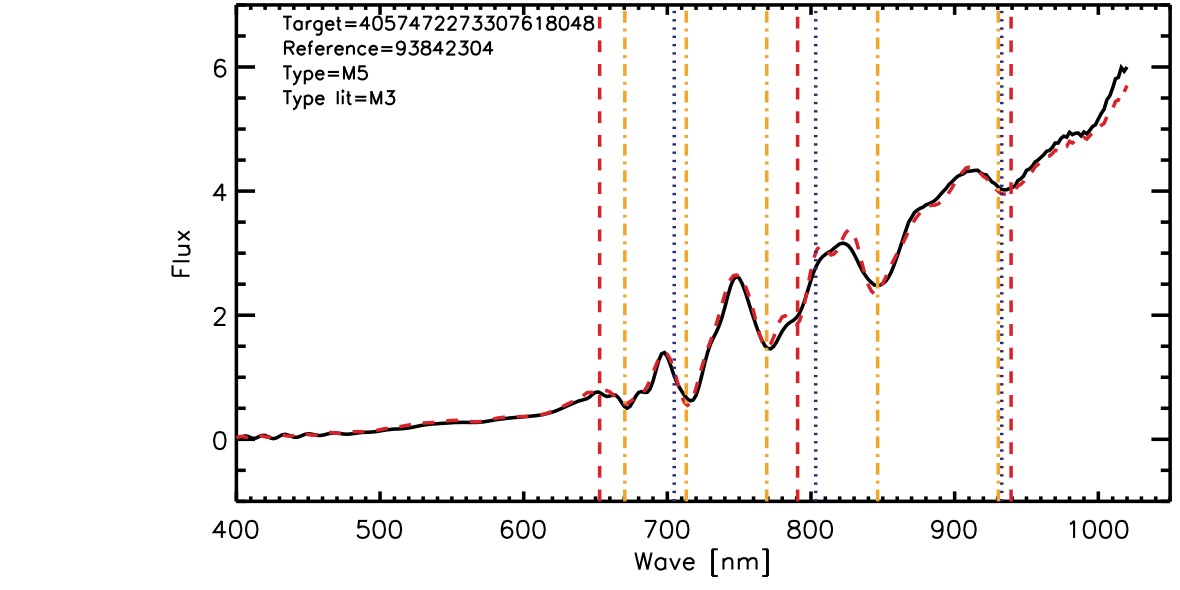 Target=4057472273307618048
Reference=93842304
Type=M5
Type lit=M3
6
4
2
0
Flux
400 500 600 700 800 900 1000
Wave [nm]